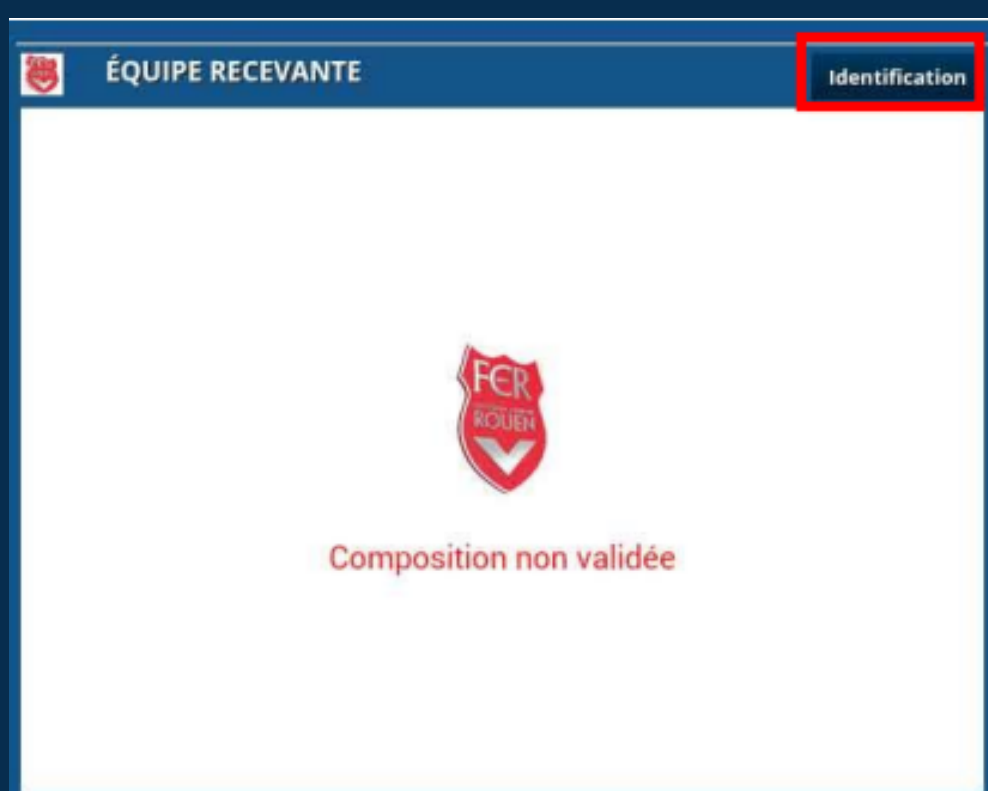 ÉQUIPE RECEVANTE
Identification
FCR
ROUEN
Composition non validée